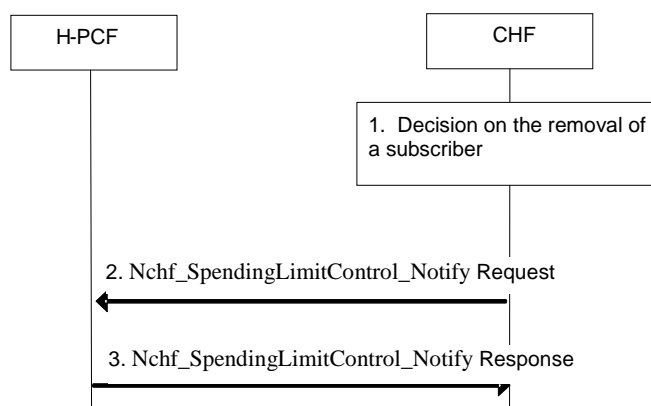 H-PCF
CHF
1. Decision on the removal of
a subscriber
2. Nchf_SpendingLimitControl_Notify Request
3. Nchf_SpendingLimitControl_Notify Response